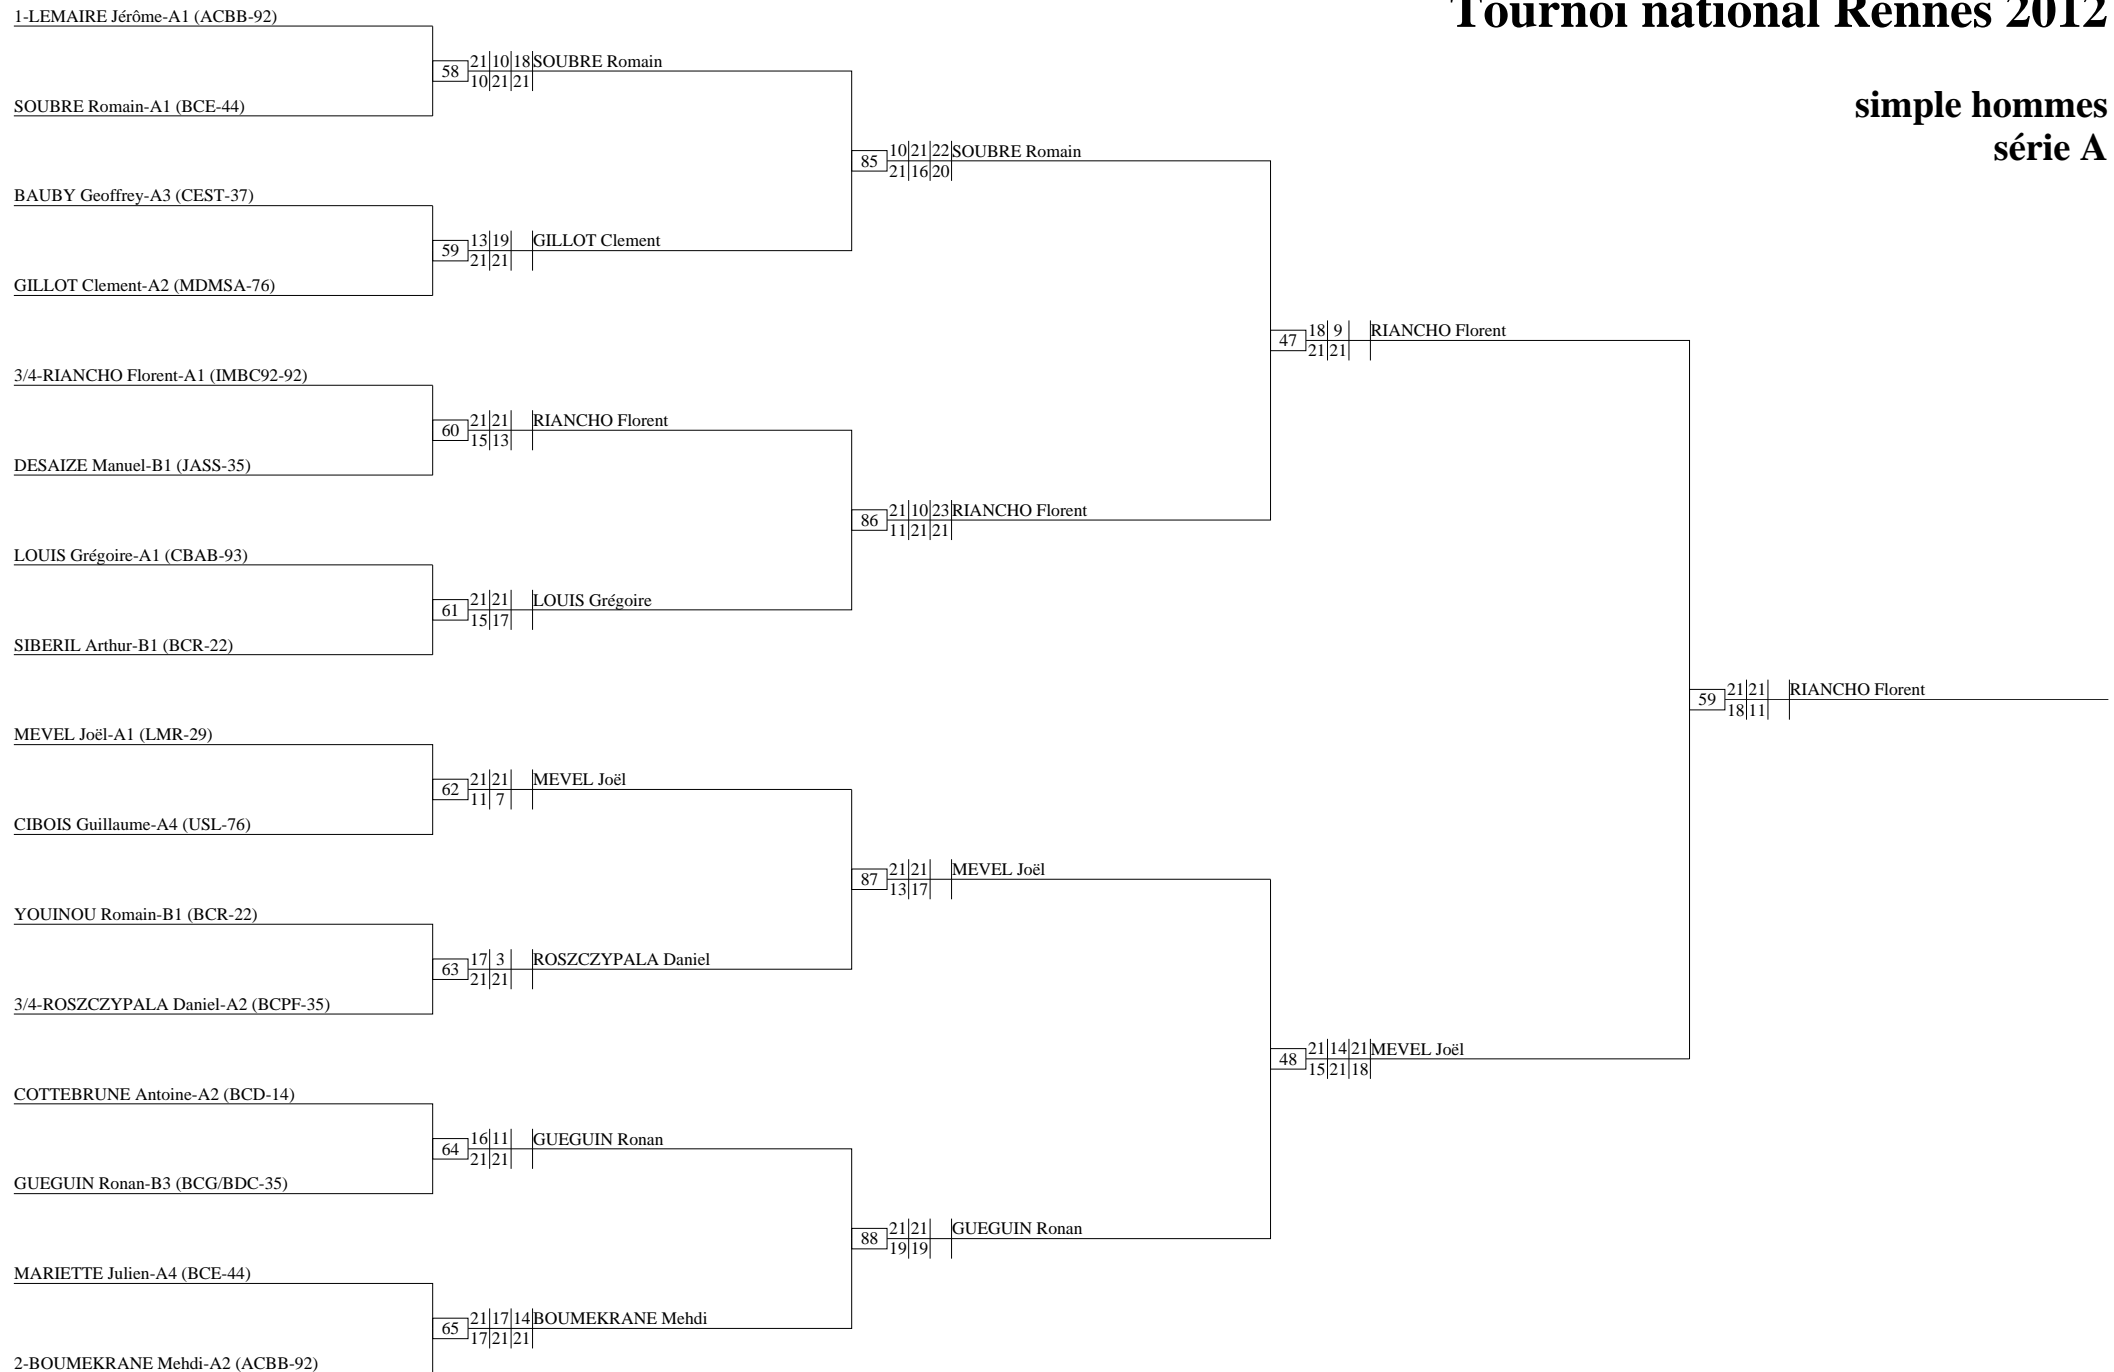 Tournoi national Rennes 2012
simple hommes
série A
1-LEMAIRE Jérôme-A1 (ACBB-92)
58 21 10 18 SOUBRE Romain
10 21 21
SOUBRE Romain-A1 (BCE-44)
85 10 21 22 SOUBRE Romain
21 16 20
BAUBY Geoffrey-A3 (CEST-37)
59 13 19 GILLOT Clement
21 21
GILLOT Clement-A2 (MDMSA-76)
47 18 9 RIANCHO Florent
21 21
3/4-RIANCHO Florent-A1 (IMBC92-92)
60 21 21 RIANCHO Florent
15 13
DESAIZE Manuel-B1 (JASS-35)
86 21 10 23 RIANCHO Florent
11 21 21
LOUIS Grégoire-A1 (CBAB-93)
61 21 21 LOUIS Grégoire
15 17
SIBERIL Arthur-B1 (BCR-22)
59 21 21 RIANCHO Florent
18 11
MEVEL Joël-A1 (LMR-29)
62 21 21 MEVEL Joël
11 7
CIBOIS Guillaume-A4 (USL-76)
87 21 21 MEVEL Joël
13 17
YOUINOU Romain-B1 (BCR-22)
63 17 3 ROSZCZYPALA Daniel
21 21
3/4-ROSZCZYPALA Daniel-A2 (BCPF-35)
48 21 14 21 MEVEL Joël
15 21 18
COTTEBRUNE Antoine-A2 (BCD-14)
64 16 11 GUEGUIN Ronan
21 21
GUEGUIN Ronan-B3 (BCG/BDC-35)
88 21 21 GUEGUIN Ronan
19 19
MARIETTE Julien-A4 (BCE-44)
65 21 17 14 BOUMEKRANE Mehdi
17 21 21
2-BOUMEKRANE Mehdi-A2 (ACBB-92)